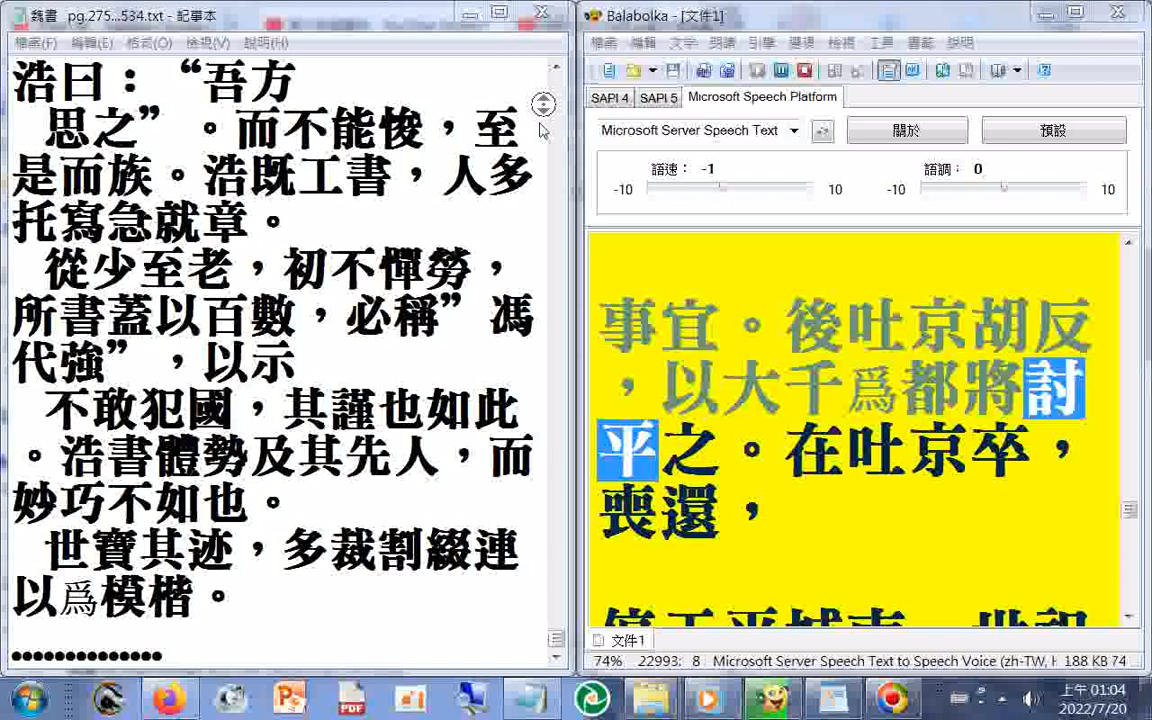 魏書 pg.275...534.txt - 記事本
檔案(F) 編輯(E) 格式(O) 檢視(V) 說明(H)
浩曰：“吾方
思之”。而不能悛，至
是而族。浩既工書，人多
托寫急就章。
從少至老，初不憚勞，
所書蓋以百數，必稱”馮
代強”，以示
不敢犯國，其謹也如此
。浩書體勢及其先人，而
妙巧不如也。
世寶其迹，多裁割綴連
以爲模楷。
●●●●●●●●●●●●●●
Balabolka - [文件1]
檔案 編輯 文字 朗讀 引擎 選項 檢視 工具 書籤 說明
SAPI 4 SAPI 5 Microsoft Speech Platform
Microsoft Server Speech Text 關於 預設
語速： -1 語調： 0
-10 10 -10 10
事宜。後吐京胡反
，以大千爲都將討
平之。在吐京卒，
喪還，
停于平城南。世祖
文件1
74% 22993: 8 Microsoft Server Speech Text to Speech Voice (zh-TW, H 188 KB 74
PDF
上午 01:04
2022/7/20